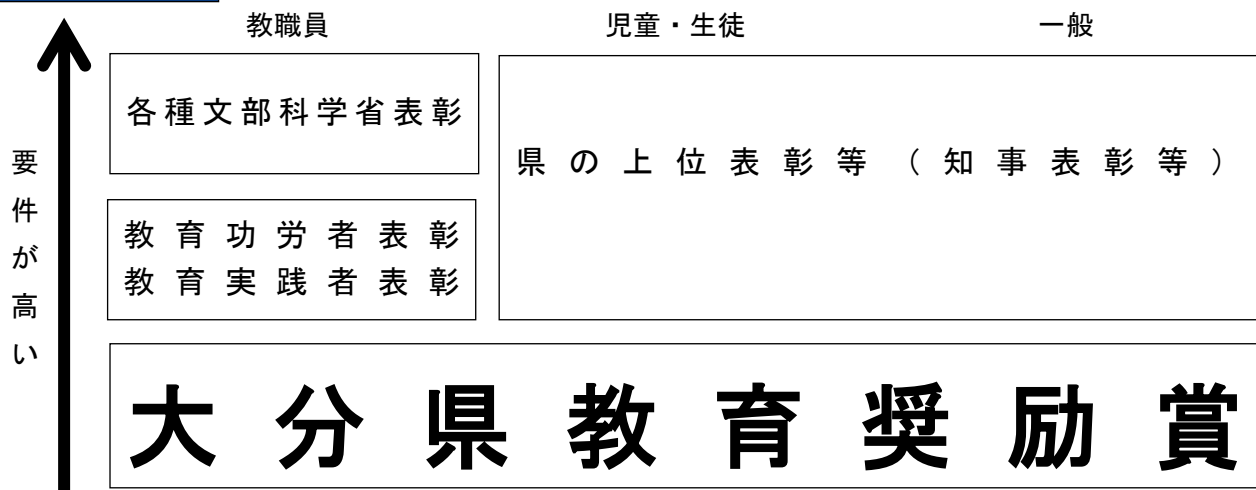 教職員 児童・生徒 一般
各種文部科学省表彰
県の上位表彰等（知事表彰等）
教育功労者表彰
教育実践者表彰
要件が高い
大分県教育奨励賞